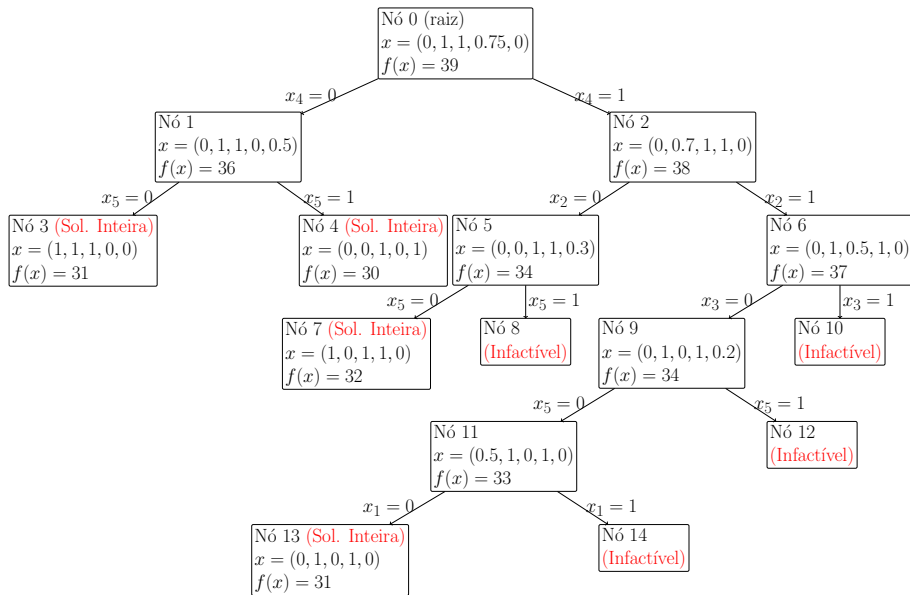 Nó 0 (raiz)
x = (0, 1, 1, 0.75, 0)
f(x) = 39
x₄ = 0
x₄ = 1
Nó 1
x = (0, 1, 1, 0, 0.5)
f(x) = 36
Nó 2
x = (0, 0.7, 1, 1, 0)
f(x) = 38
x₅ = 0
x₅ = 1
x₂ = 0
x₂ = 1
Nó 3 (Sol. Inteira)
x = (1, 1, 1, 0, 0)
f(x) = 31
Nó 4 (Sol. Inteira)
x = (0, 0, 1, 0, 1)
f(x) = 30
Nó 5
x = (0, 0, 1, 1, 0.3)
f(x) = 34
Nó 6
x = (0, 1, 0.5, 1, 0)
f(x) = 37
x₅ = 0
x₅ = 1
x₃ = 0
x₃ = 1
Nó 7 (Sol. Inteira)
x = (1, 0, 1, 1, 0)
f(x) = 32
Nó 8
(Infactível)
Nó 9
x = (0, 1, 0, 1, 0.2)
f(x) = 34
Nó 10
(Infactível)
x₅ = 0
x₅ = 1
Nó 11
x = (0.5, 1, 0, 1, 0)
f(x) = 33
Nó 12
(Infactível)
x₁ = 0
x₁ = 1
Nó 13 (Sol. Inteira)
x = (0, 1, 0, 1, 0)
f(x) = 31
Nó 14
(Infactível)